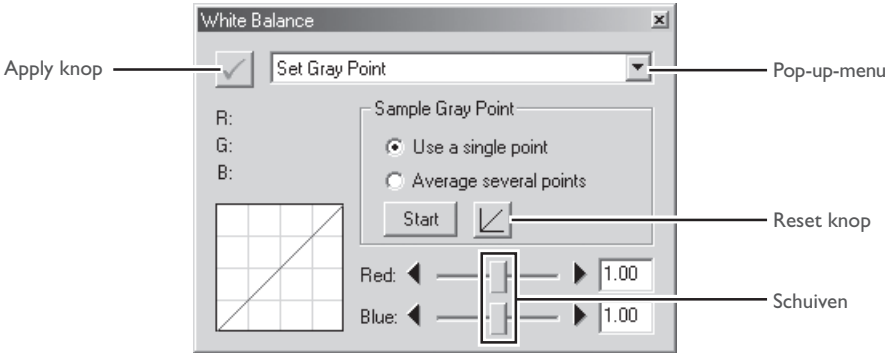 White Balance
Apply knop
Set Gray Point
Pop-up-menu
R:
G:
B:
Sample Gray Point
Use a single point
Average several points
Start
Reset knop
Red:
1.00
Blue:
1.00
Schuiven